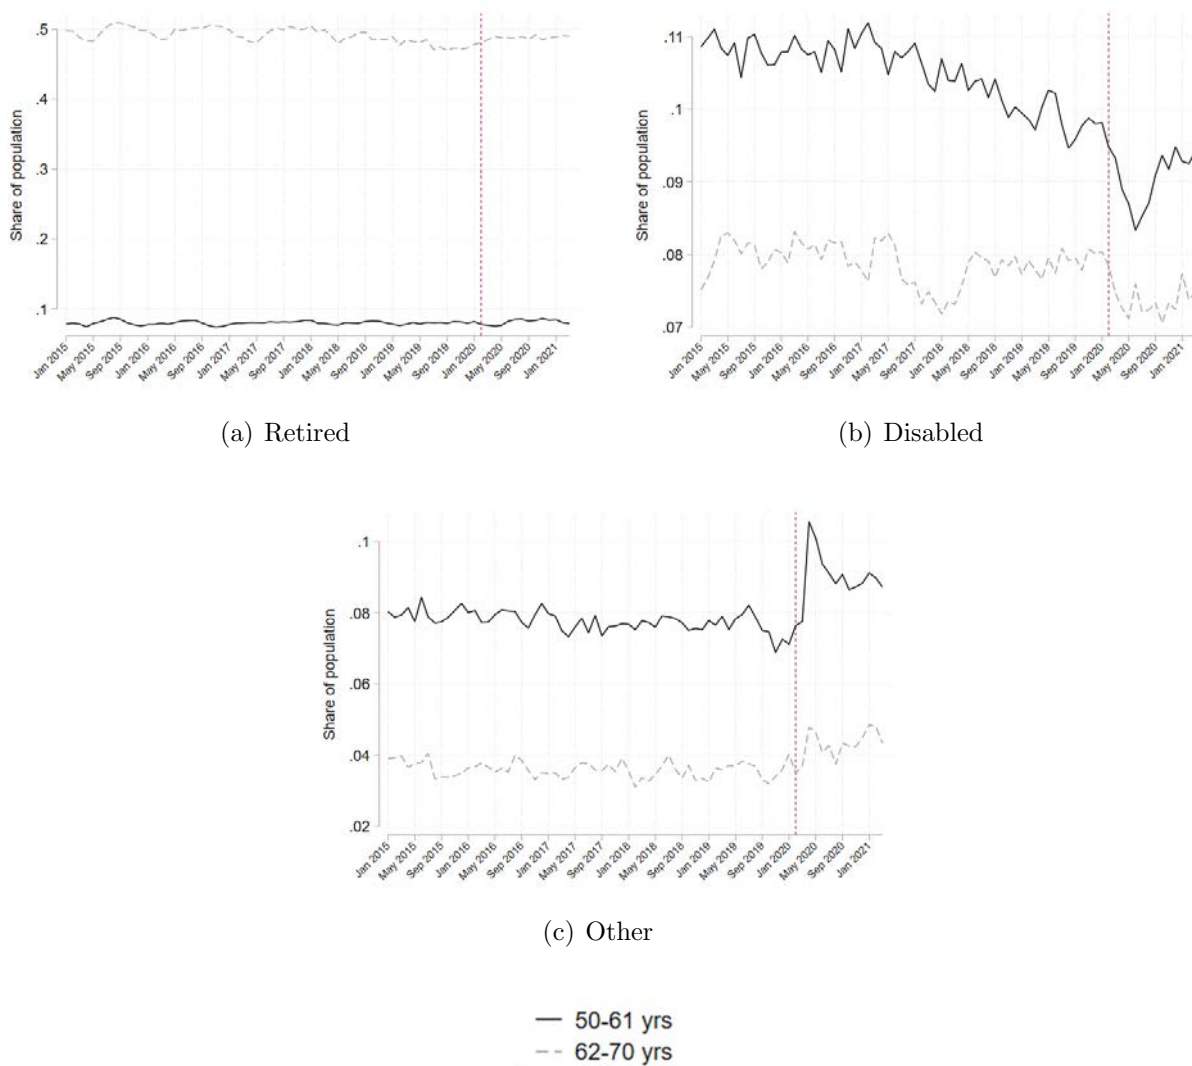 Share of population
.5
.4
.3
.2
.1
Jan 2015
May 2015
Sep 2015
Jan 2016
May 2016
Sep 2016
Jan 2017
May 2017
Sep 2017
Jan 2018
May 2018
Sep 2018
Jan 2019
May 2019
Sep 2019
Jan 2020
May 2020
Sep 2020
Jan 2021
(a) Retired
Share of population
.11
.1
.09
.08
.07
Jan 2015
May 2015
Sep 2015
Jan 2016
May 2016
Sep 2016
Jan 2017
May 2017
Sep 2017
Jan 2018
May 2018
Sep 2018
Jan 2019
May 2019
Sep 2019
Jan 2020
May 2020
Sep 2020
Jan 2021
(b) Disabled
Share of population
.1
.08
.06
.04
.02
Jan 2015
May 2015
Sep 2015
Jan 2016
May 2016
Sep 2016
Jan 2017
May 2017
Sep 2017
Jan 2018
May 2018
Sep 2018
Jan 2019
May 2019
Sep 2019
Jan 2020
May 2020
Sep 2020
Jan 2021
(c) Other
50-61 yrs
62-70 yrs